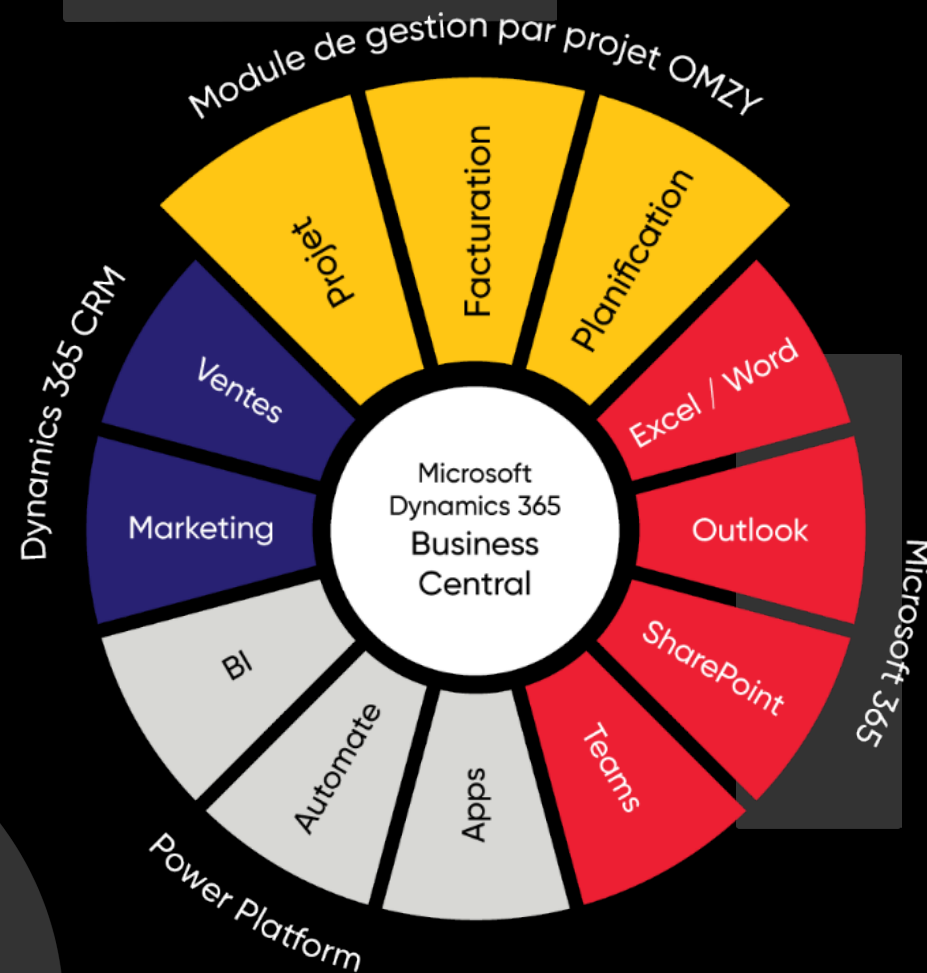 Module de gestion par projet OMZY
Projet
Facturation
Planification
Dynamics 365 CRM
Ventes
Marketing
Excel / Word
Outlook
SharePoint
Teams
Microsoft 365
Microsoft
Dynamics 365
Business
Central
BI
Automate
Apps
Power Platform